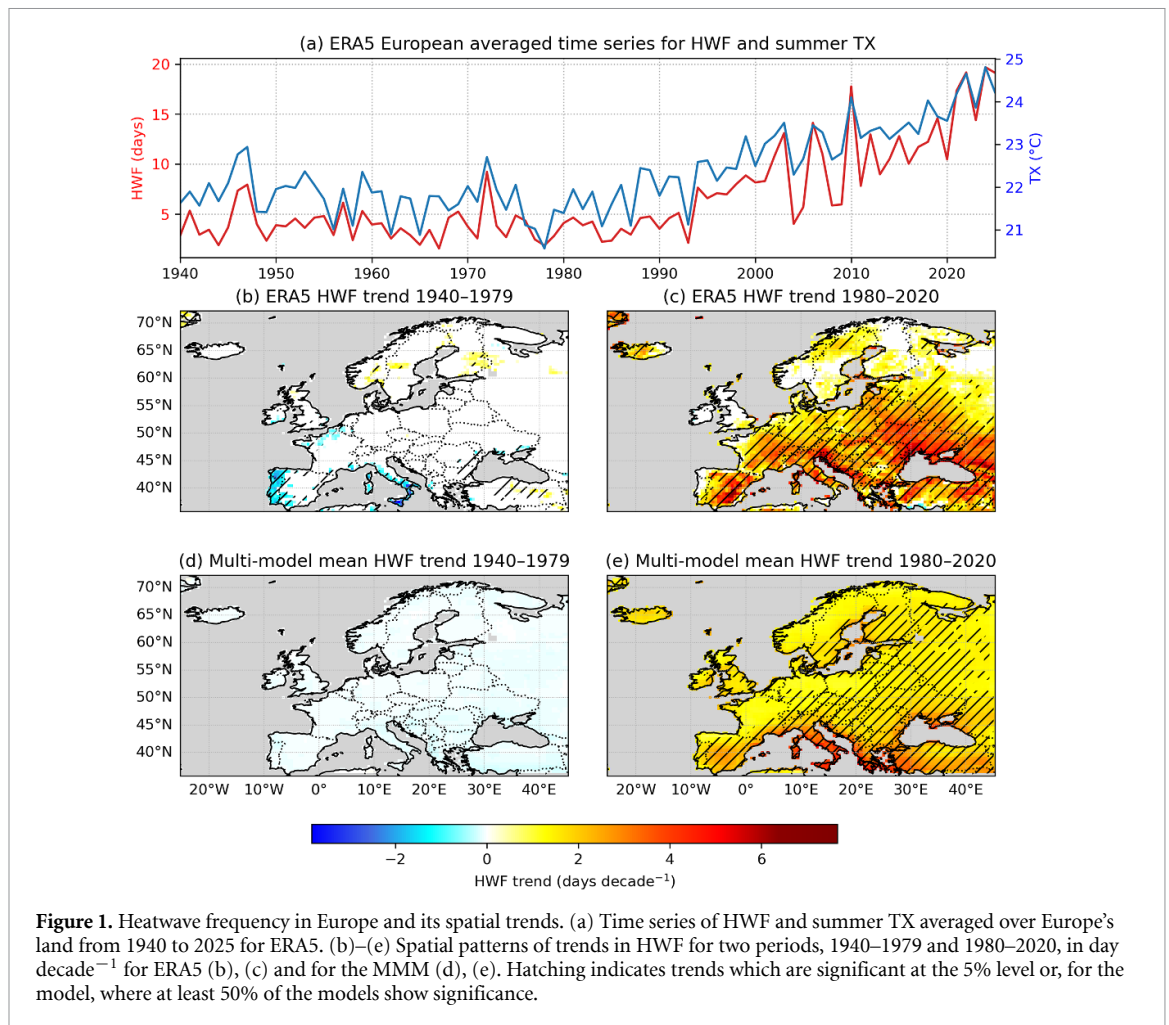 (a) ERA5 European averaged time series for HWF and summer TX
20
15
10
5
HWF (days)
25
24
23
22
21
TX (°C)
1940 1950 1960 1970 1980 1990 2000 2010 2020
(b) ERA5 HWF trend 1940–1979
(c) ERA5 HWF trend 1980–2020
70°N
65°N
60°N
55°N
50°N
45°N
40°N
(d) Multi-model mean HWF trend 1940–1979
(e) Multi-model mean HWF trend 1980–2020
70°N
65°N
60°N
55°N
50°N
45°N
40°N
20°W 10°W 0° 10°E 20°E 30°E 40°E
20°W 10°W 0° 10°E 20°E 30°E 40°E
−2 0 2 4 6
HWF trend (days decade⁻¹)
Figure 1. Heatwave frequency in Europe and its spatial trends. (a) Time series of HWF and summer TX averaged over Europe’s
land from 1940 to 2025 for ERA5. (b)–(e) Spatial patterns of trends in HWF for two periods, 1940–1979 and 1980–2020, in day
decade⁻¹ for ERA5 (b), (c) and for the MMM (d), (e). Hatching indicates trends which are significant at the 5% level or, for the
model, where at least 50% of the models show significance.